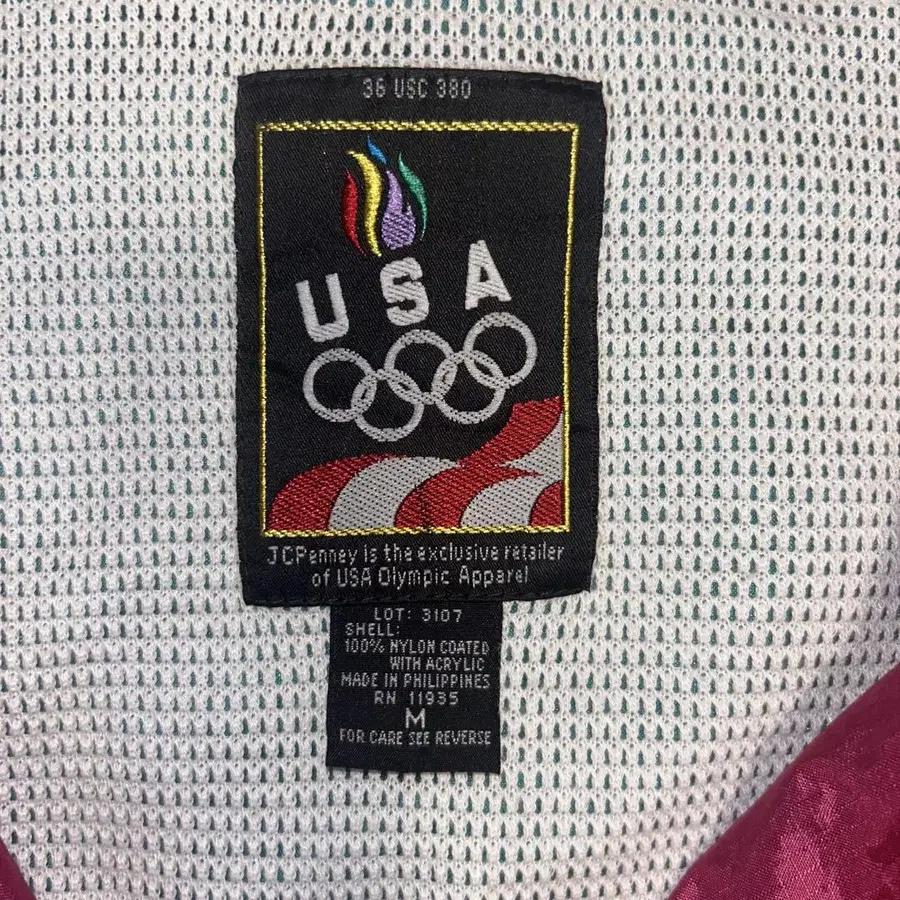 36 USC 380
USA
JCPenney is the exclusive retailer
of USA Olympic Apparel
LOT: 3107
SHELL:
100% NYLON COATED
WITH ACRYLIC
MADE IN PHILIPPINES
RN 11935
M
FOR CARE SEE REVERSE